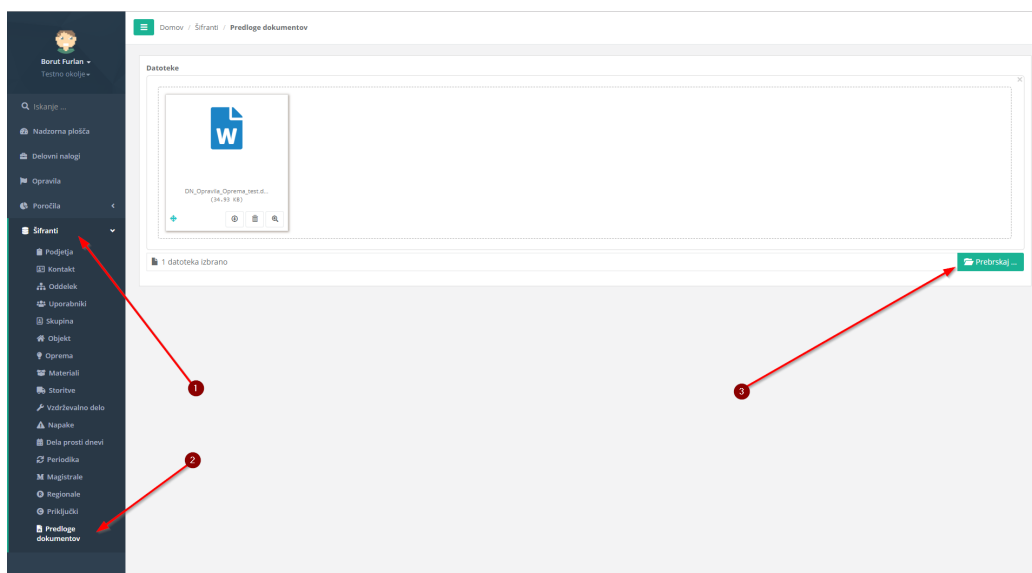 Domov / Šifranti / Predloge dokumentov
Borut Furlan
Testno okolje
Iskanje ...
Nadzorna plošča
Delovni nalogi
Opravila
Poročila
Šifranti
Podjetja
Kontakt
Oddelek
Uporabniki
Skupina
Objekt
Oprema
Materiali
Storitve
Vzdrževalno delo
Napake
Dela prosti dnevi
Periodika
Magistrale
Regionale
Priključki
Predloge
dokumentov
Datoteke
W
DN_Opravila_Oprema_test.d...
(34.93 KB)
1 datoteka izbrano
Prebrskaj ...
1
2
3